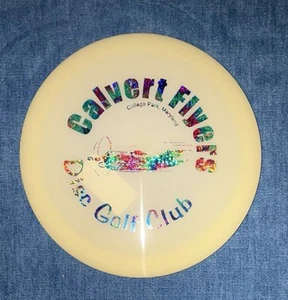 Calvert Flyers
College Park, Maryland
Disc Golf Club